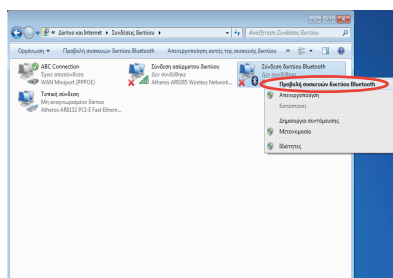 « Δίκτυο και Internet ▸ Συνδέσεις δικτύου ▸
Αναζήτηση Συνδέσεις δικτύου
Οργάνωση ▾ Προβολή συσκευών δικτύου Bluetooth Απενεργοποίηση αυτής της συσκευής δικτύου »
ABC Connection
Έχετε αποσυνδεθεί
WAN Miniport (PPPOE)
Σύνδεση ασύρματου δικτύου
Δεν συνδέθηκε
Atheros AR9285 Wireless Network...
Σύνδεση δικτύου Bluetooth
Δεν συνδέθηκε
Τοπική σύνδεση
Μη αναγνωρισμένο δίκτυο
Atheros AR8132 PCI-E Fast Ethern...
Προβολή συσκευών δικτύου Bluetooth
Απενεργοποίηση
Κατάσταση
Δημιουργία συντόμευσης
Μετονομασία
Ιδιότητες